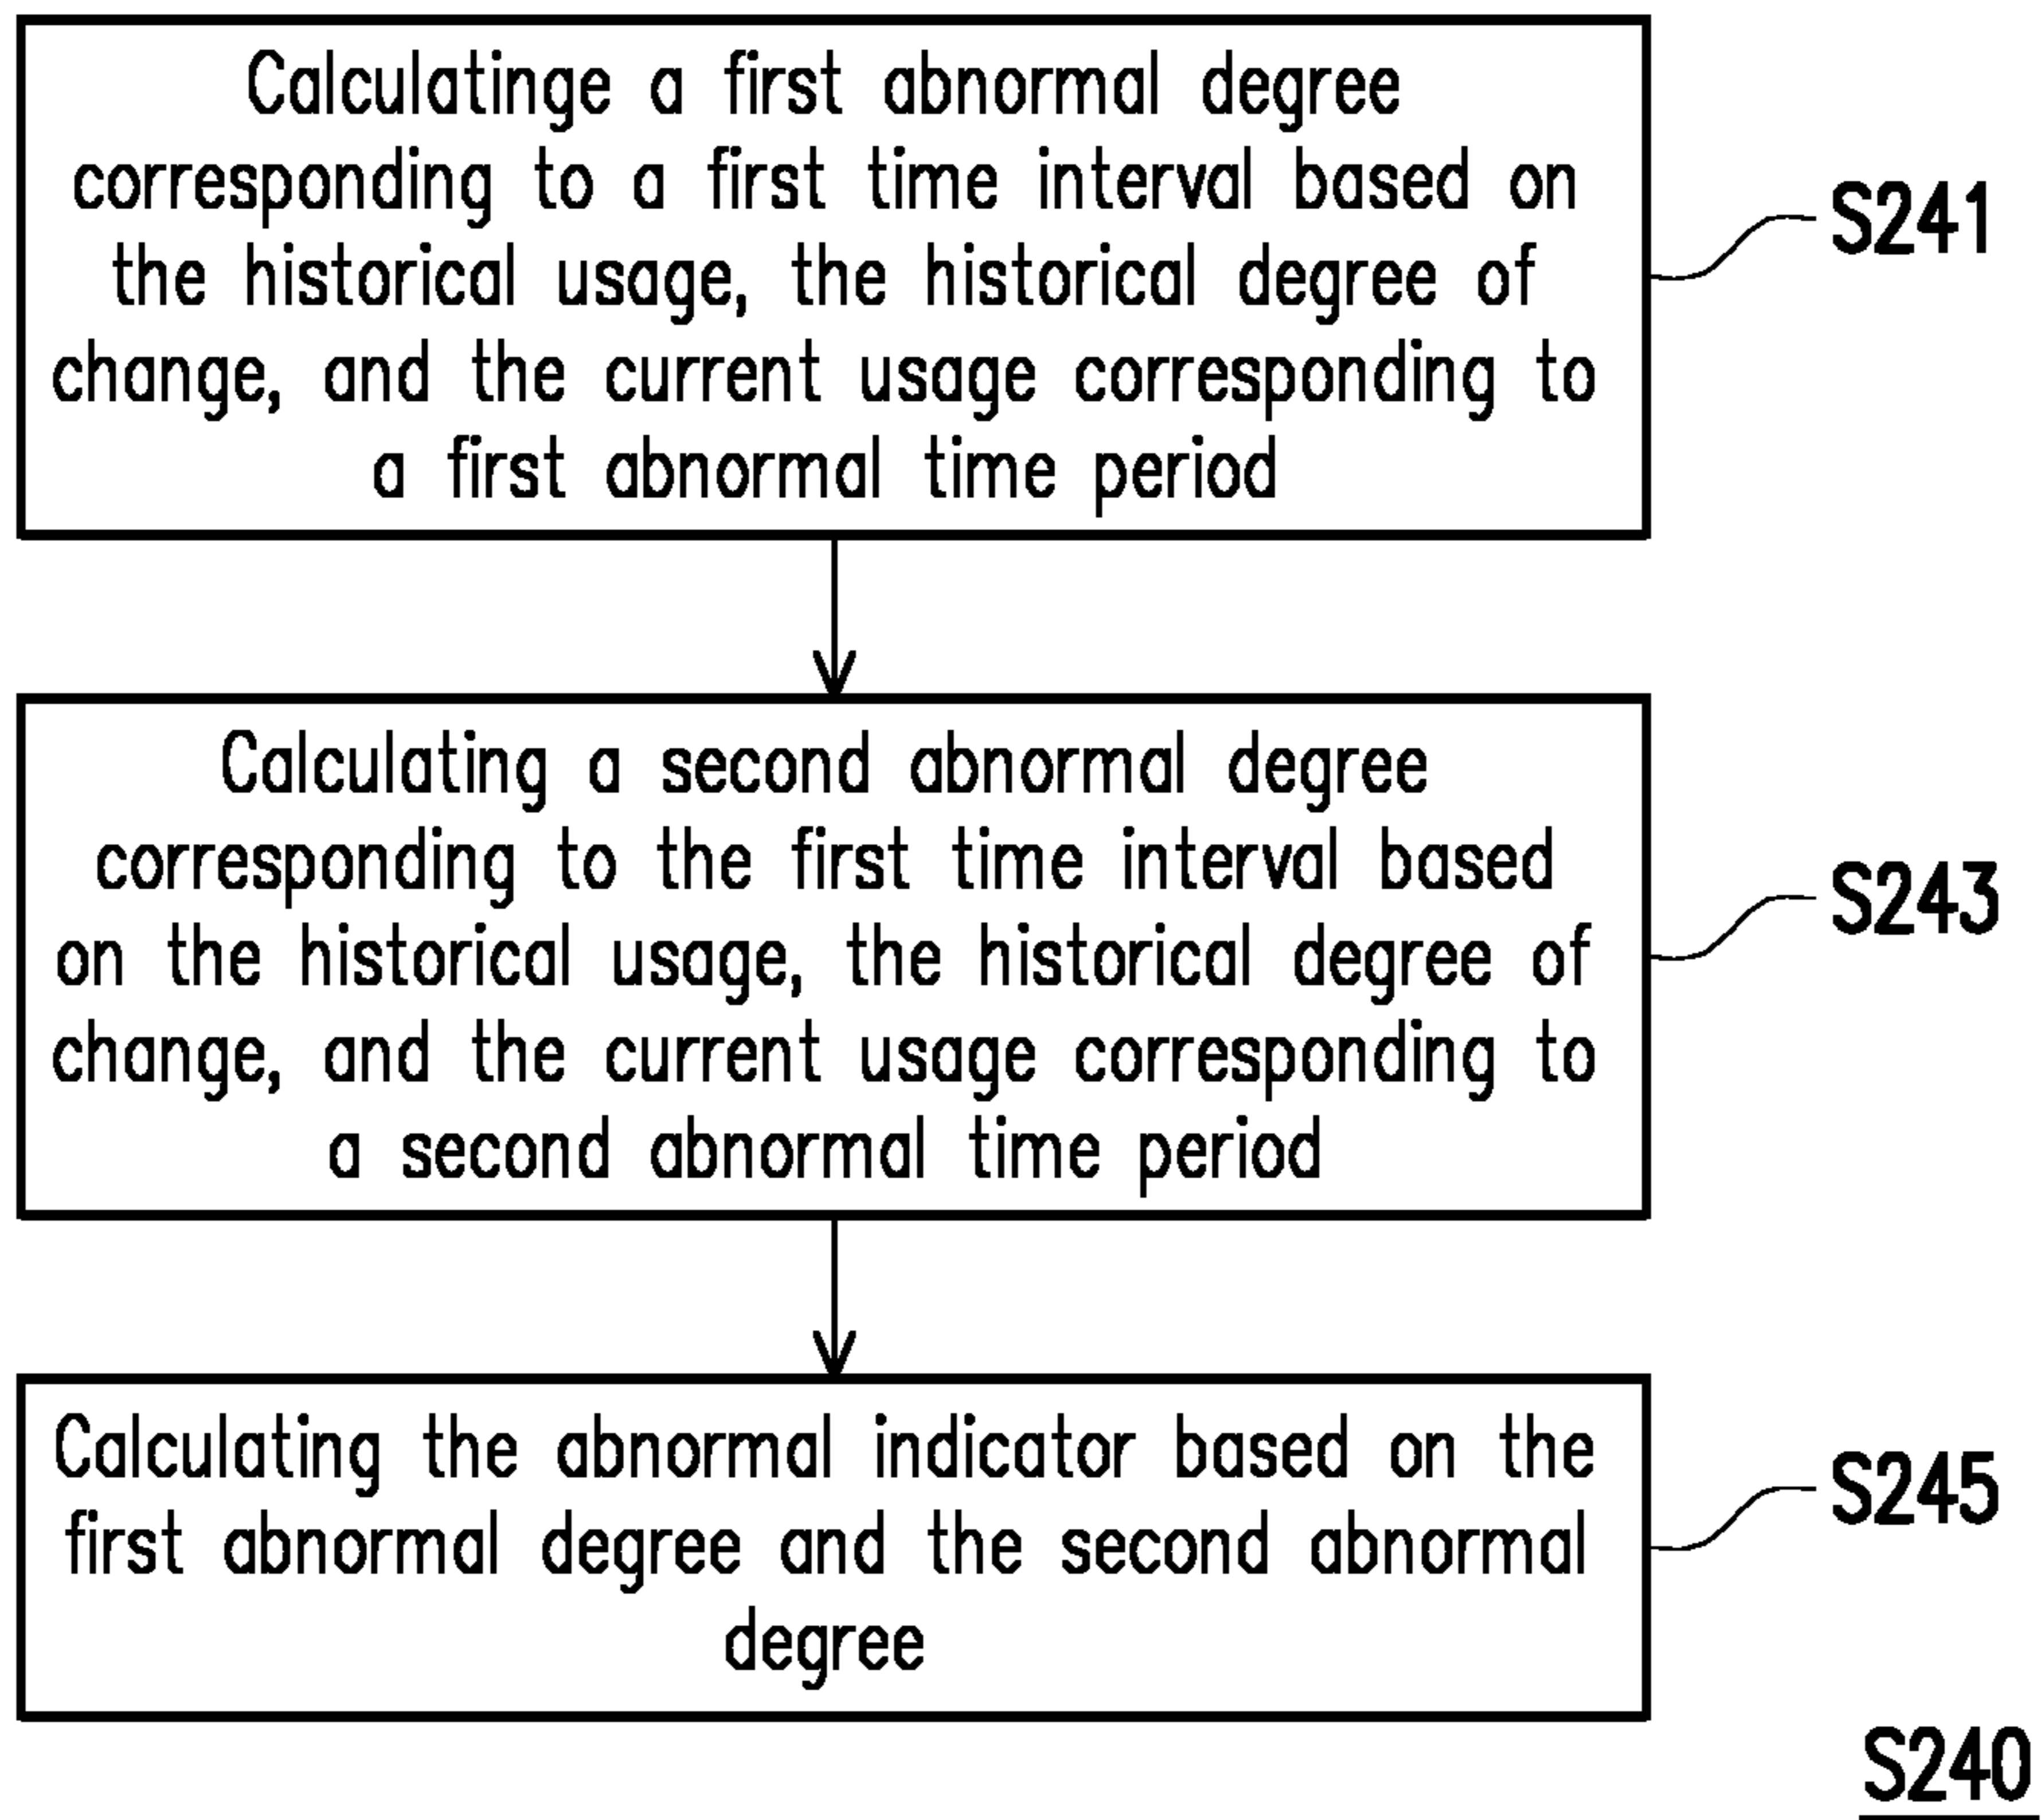 Calculatinge a first abnormal degree
corresponding to a first time interval based on
the historical usage, the historical degree of
change, and the current usage corresponding to
a first abnormal time period
S241
Calculating a second abnormal degree
corresponding to the first time interval based
on the historical usage, the historical degree of
change, and the current usage corresponding to
a second abnormal time period
S243
Calculating the abnormal indicator based on the
first abnormal degree and the second abnormal
degree
S245
S240